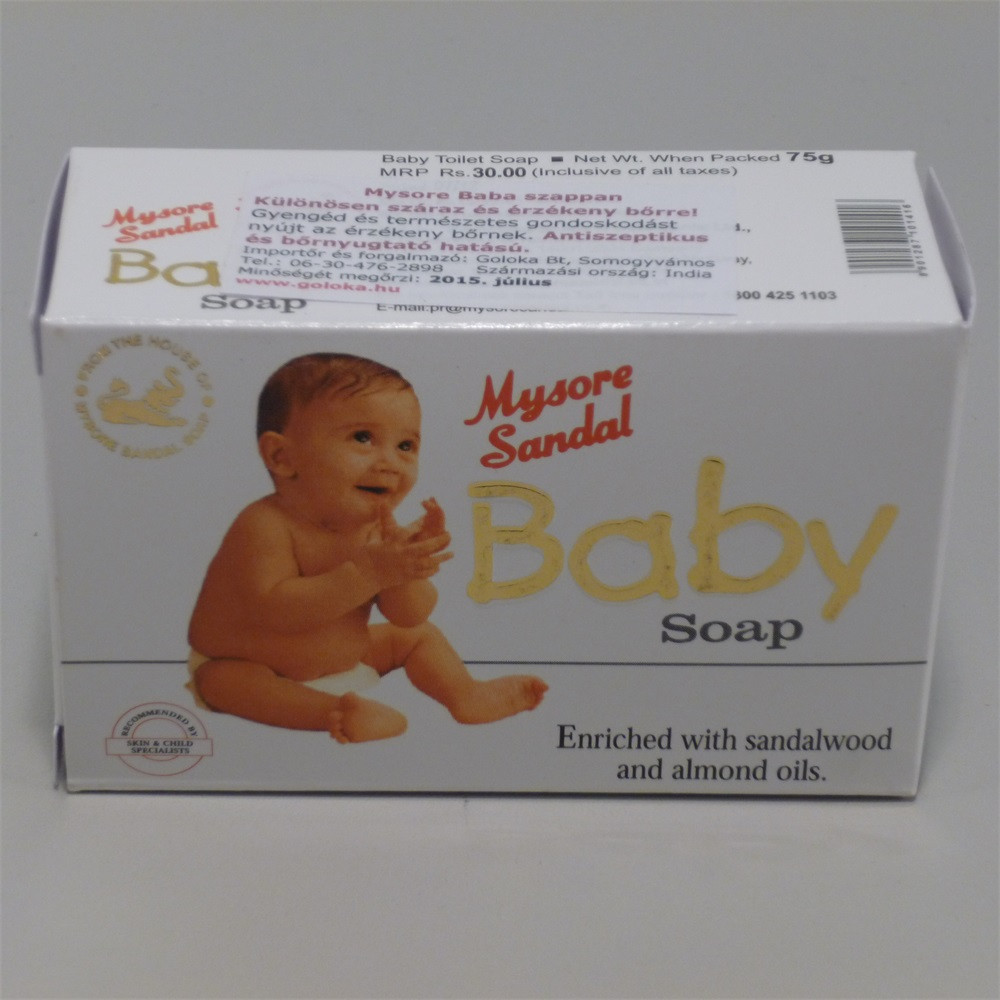 Baby Toilet Soap ■ Net Wt. When Packed 75g
MRP Rs.30.00 (Inclusive of all taxes)
Mysore
Sandal
Ba
Soap
Mysore Baba szappan
Különösen száraz és érzékeny bőrre!
Gyengéd és természetes gondoskodást
nyújt az érzékeny bőrnek. Antiszeptikus
és bőrnyugtató hatású.
Importőr és forgalmazó: Goloka Bt, Somogyvámos
Tel.: 06-30-476-2898 Származási ország: India
Minőségét megőrzi: 2015. július
www.goloka.hu
425 1103
FROM THE HOUSE OF
MYSORE SANDAL SOAP
Mysore
Sandal
Baby
Soap
RECOMMENDED BY
SKIN & CHILD
SPECIALISTS
Enriched with sandalwood
and almond oils.